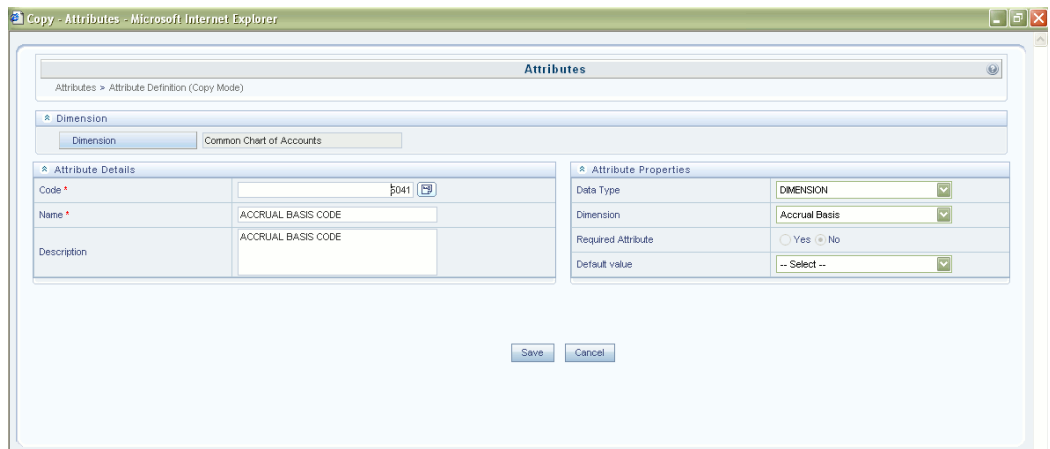 Copy - Attributes - Microsoft Internet Explorer
Attributes
Attributes > Attribute Definition (Copy Mode)
Dimension
Dimension Common Chart of Accounts
Attribute Details
Code * 5041
Name * ACCRUAL BASIS CODE
Description ACCRUAL BASIS CODE
Attribute Properties
Data Type DIMENSION
Dimension Accrual Basis
Required Attribute Yes No
Default value -- Select --
Save Cancel